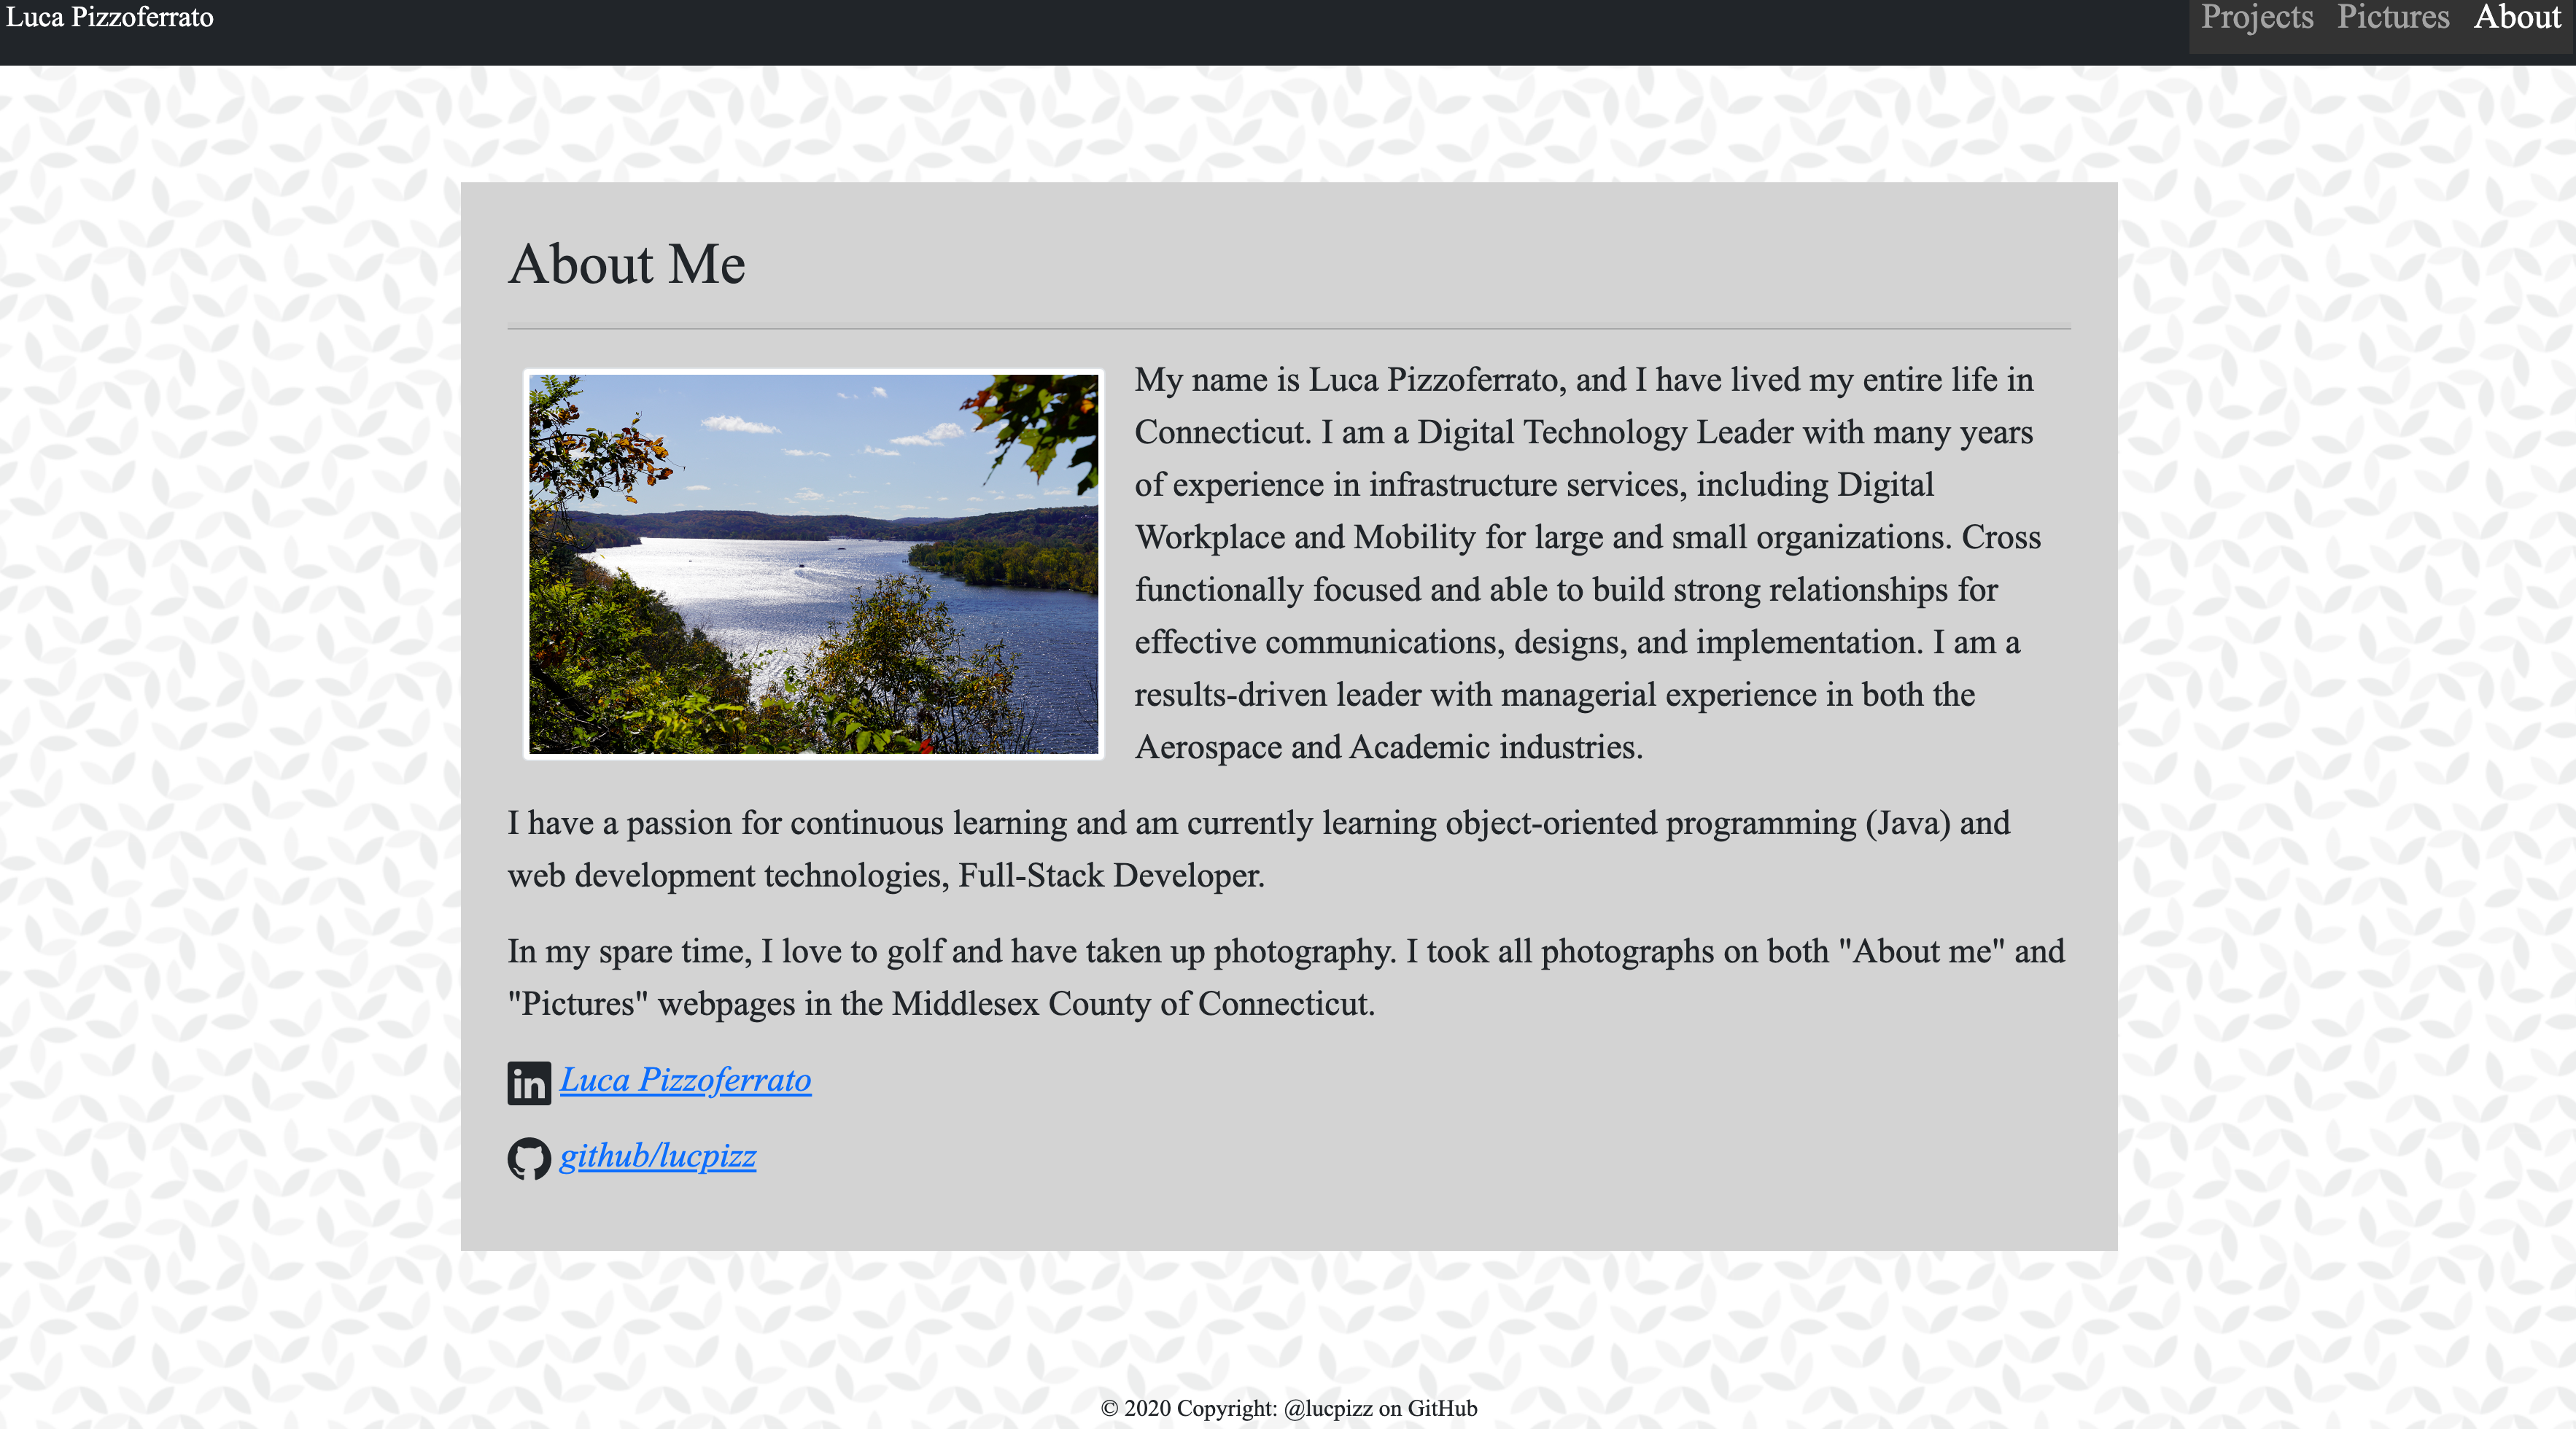 Luca Pizzoferrato
Projects Pictures About
About Me
My name is Luca Pizzoferrato, and I have lived my entire life in
Connecticut. I am a Digital Technology Leader with many years
of experience in infrastructure services, including Digital
Workplace and Mobility for large and small organizations. Cross
functionally focused and able to build strong relationships for
effective communications, designs, and implementation. I am a
results-driven leader with managerial experience in both the
Aerospace and Academic industries.
I have a passion for continuous learning and am currently learning object-oriented programming (Java) and
web development technologies, Full-Stack Developer.
In my spare time, I love to golf and have taken up photography. I took all photographs on both "About me" and
"Pictures" webpages in the Middlesex County of Connecticut.
in Luca Pizzoferrato
github/lucpizz
© 2020 Copyright: @lucpizz on GitHub